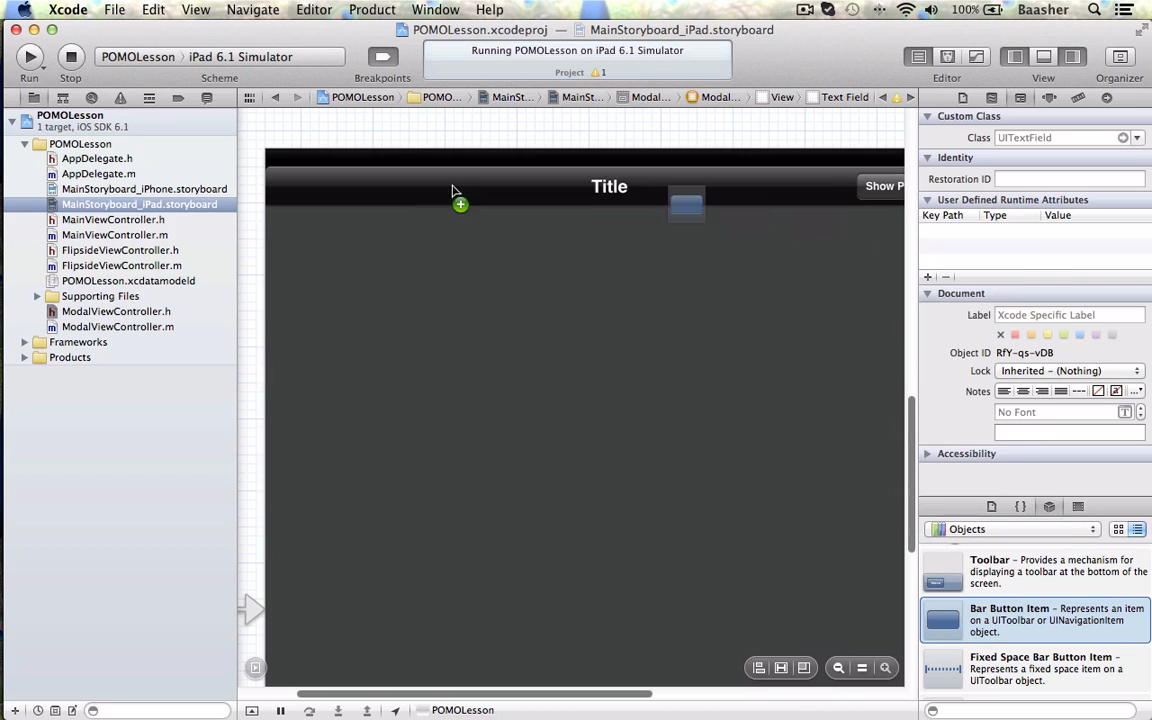 Xcode File Edit View Navigate Editor Product Window Help 100% Baasher
POMOLesson.xcodeproj — MainStoryboard_iPad.storyboard
POMOLesson iPad 6.1 Simulator
Running POMOLesson on iPad 6.1 Simulator
Project 1
Run Stop Scheme Breakpoints Editor View Organizer
POMOLesson POMO... MainSt... MainSt... Modal... Modal... View Text Field
POMOLesson
1 target, iOS SDK 6.1
POMOLesson
AppDelegate.h
AppDelegate.m
MainStoryboard_iPhone.storyboard
MainStoryboard_iPad.storyboard
MainViewController.h
MainViewController.m
FlipsideViewController.h
FlipsideViewController.m
POMOLesson.xcdatamodeld
Supporting Files
ModalViewController.h
ModalViewController.m
Frameworks
Products
Title
Show P
Custom Class
Class UITextField
Identity
Restoration ID
User Defined Runtime Attributes
Key Path Type Value
Document
Label Xcode Specific Label
Object ID RfY-qs-vDB
Lock Inherited - (Nothing)
Notes
No Font
Accessibility
Objects
Toolbar - Provides a mechanism for
displaying a toolbar at the bottom of the
screen.
Bar Button Item - Represents an item
on a UIToolbar or UINavigationItem
object.
Fixed Space Bar Button Item -
Represents a fixed space item on a
UIToolbar object.
POMOLesson